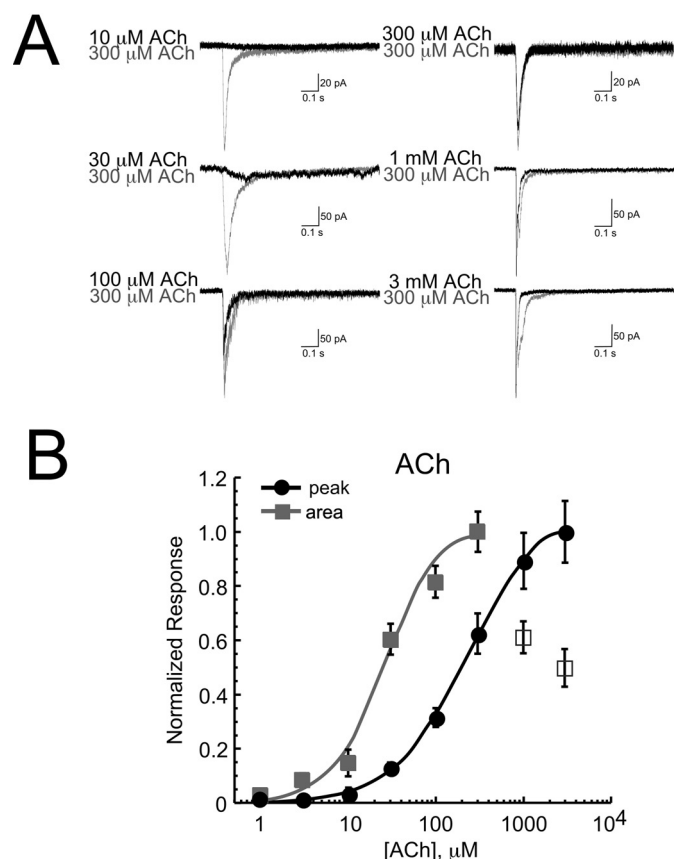 A
10 μM ACh
300 μM ACh
20 pA
0.1 s
300 μM ACh
300 μM ACh
20 pA
0.1 s
30 μM ACh
300 μM ACh
50 pA
0.1 s
1 mM ACh
300 μM ACh
50 pA
0.1 s
100 μM ACh
300 μM ACh
50 pA
0.1 s
3 mM ACh
300 μM ACh
50 pA
0.1 s
B
ACh
peak
area
Normalized Response
1.2
1.0
0.8
0.6
0.4
0.2
0
1 10 100 1000 10⁴
[ACh], μM